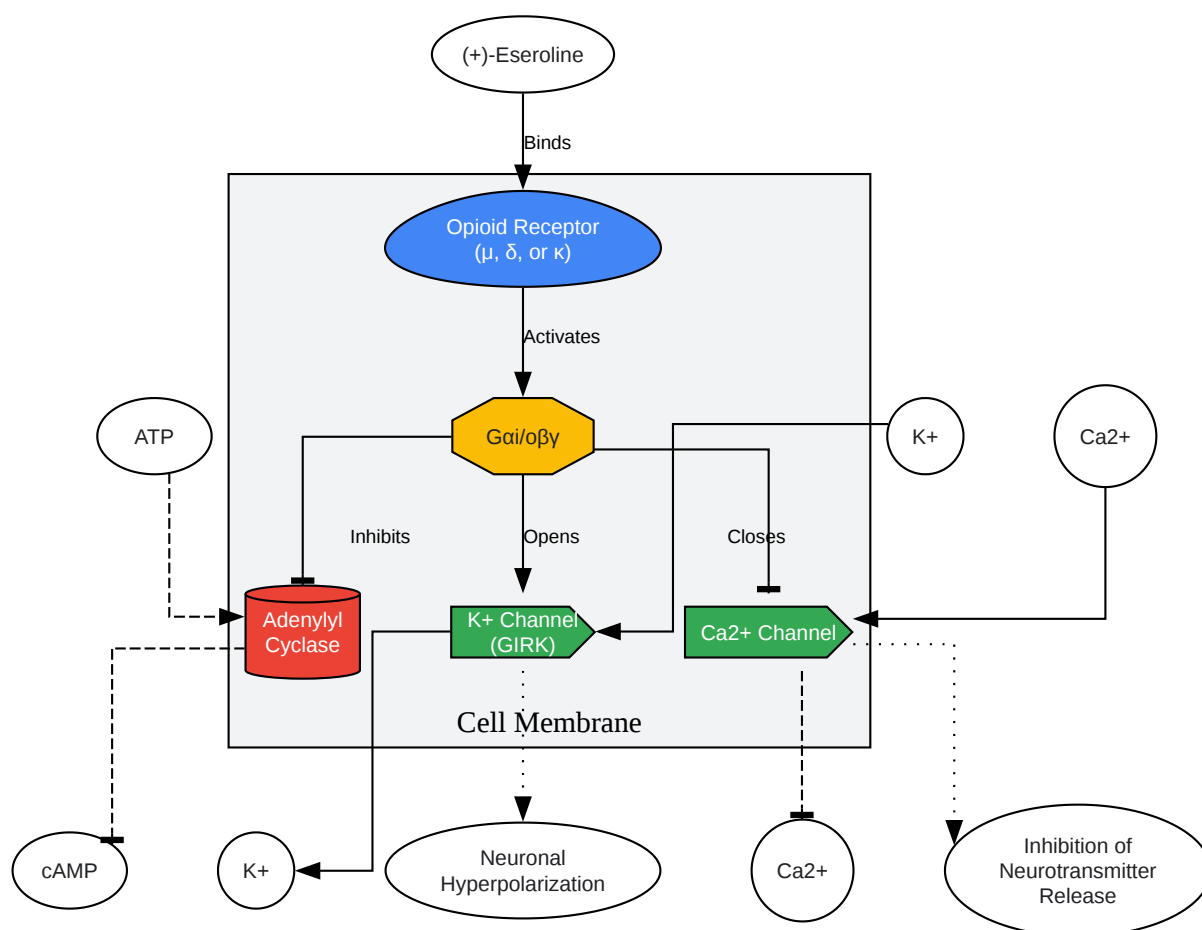 (+)-Eseroline
Binds
Opioid Receptor
(μ, δ, or κ)
Activates
ATP
Gαi/oβγ
K+
Ca2+
Inhibits
Opens
Closes
Adenylyl
Cyclase
K+ Channel
(GIRK)
Ca2+ Channel
Cell Membrane
cAMP
K+
Neuronal
Hyperpolarization
Ca2+
Inhibition of
Neurotransmitter
Release